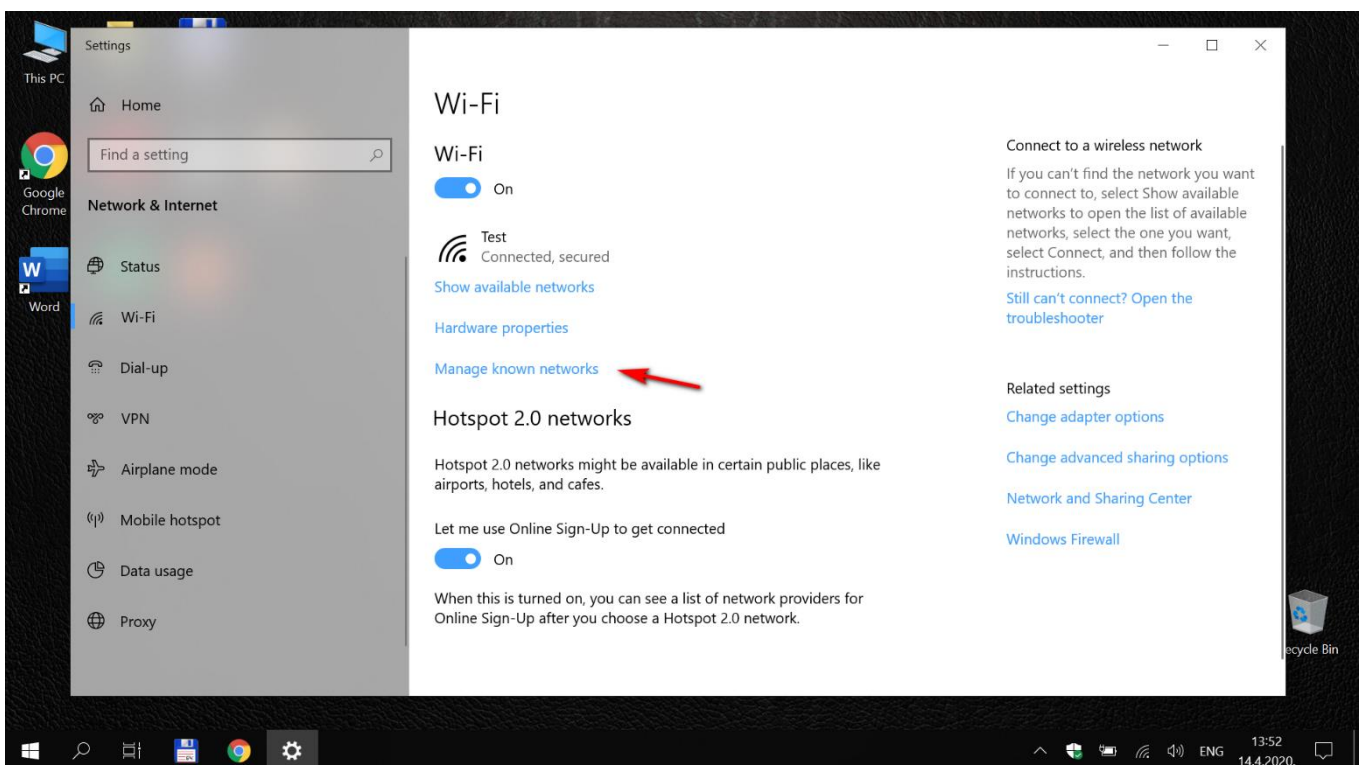 This PC
Google
Chrome
W
Word
Settings
Home
Find a setting
Network & Internet
Status
Wi-Fi
Dial-up
VPN
Airplane mode
Mobile hotspot
Data usage
Proxy
Wi-Fi
Wi-Fi
On
Test
Connected, secured
Show available networks
Hardware properties
Manage known networks
Hotspot 2.0 networks
Hotspot 2.0 networks might be available in certain public places, like
airports, hotels, and cafes.
Let me use Online Sign-Up to get connected
On
When this is turned on, you can see a list of network providers for
Online Sign-Up after you choose a Hotspot 2.0 network.
Connect to a wireless network
If you can't find the network you want
to connect to, select Show available
networks to open the list of available
networks, select the one you want,
select Connect, and then follow the
instructions.
Still can't connect? Open the
troubleshooter
Related settings
Change adapter options
Change advanced sharing options
Network and Sharing Center
Windows Firewall
ecycle Bin
ENG
13:52
14.4.2020.